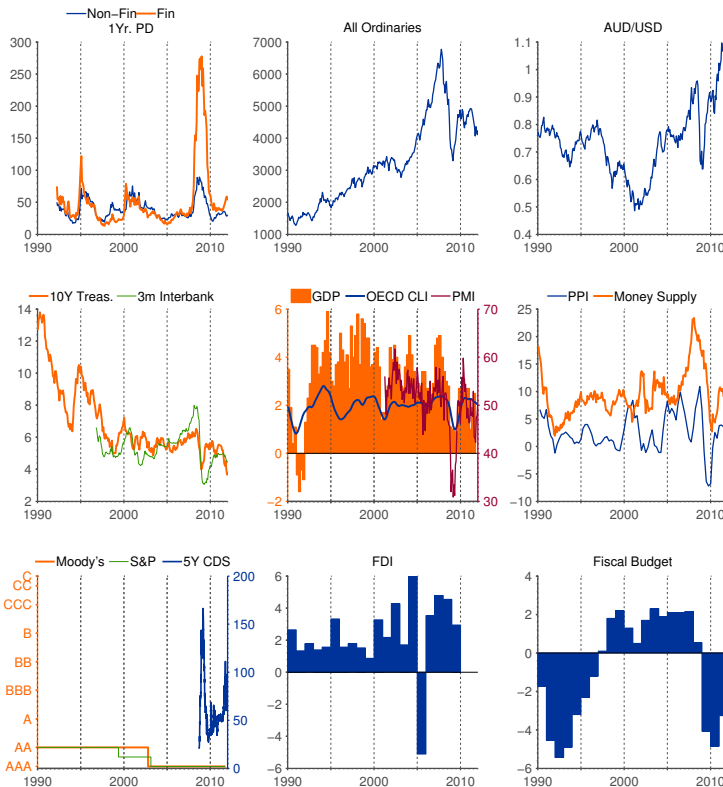 Non-Fin Fin
1Yr. PD
300
250
200
150
100
50
0
1990 2000 2010
All Ordinaries
7000
6000
5000
4000
3000
2000
1000
1990 2000 2010
AUD/USD
1.1
1
0.9
0.8
0.7
0.6
0.5
0.4
1990 2000 2010
10Y Treas. 3m Interbank
14
12
10
8
6
4
2
1990 2000 2010
GDP OECD CLI PMI
6 70
4 60
2 50
0 40
−2 30
1990 2000 2010
PPI Money Supply
25
20
15
10
5
0
−5
−10
1990 2000 2010
Moody's S&P 5Y CDS
C 200
CC
CCC
150
B
BB 100
BBB
A 50
AA
AAA 0
1990 2000 2010
FDI
6
4
2
0
−2
−4
−6
1990 2000 2010
Fiscal Budget
4
2
0
−2
−4
−6
1990 2000 2010